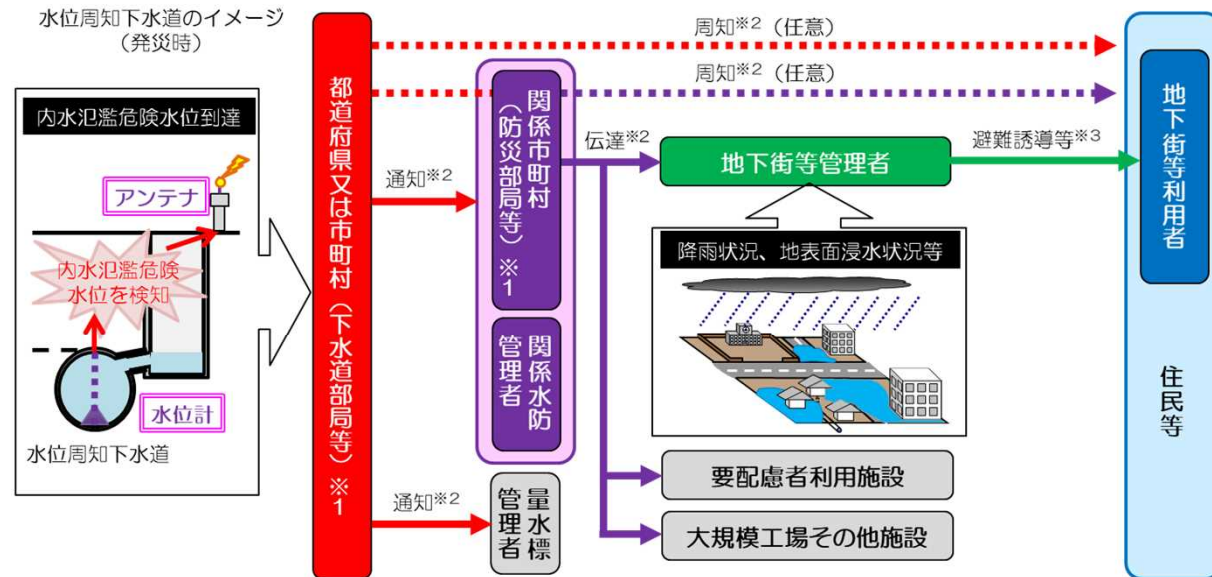 水位周知下水道のイメージ
（発災時）
内水氾濫危険水位到達
アンテナ
内水氾濫危険
水位を検知
水位計
水位周知下水道
都道府県又は市町村（下水道部局等）※1
周知※2（任意）
周知※2（任意）
通知※2
関係市町村
（防災部局等）※1
関係水防
管理者
通知※2
量水標
管理者
伝達※2
地下街等管理者
避難誘導等※3
降雨状況、地表面浸水状況等
要配慮者利用施設
大規模工場その他施設
地下街等利用者
住民等